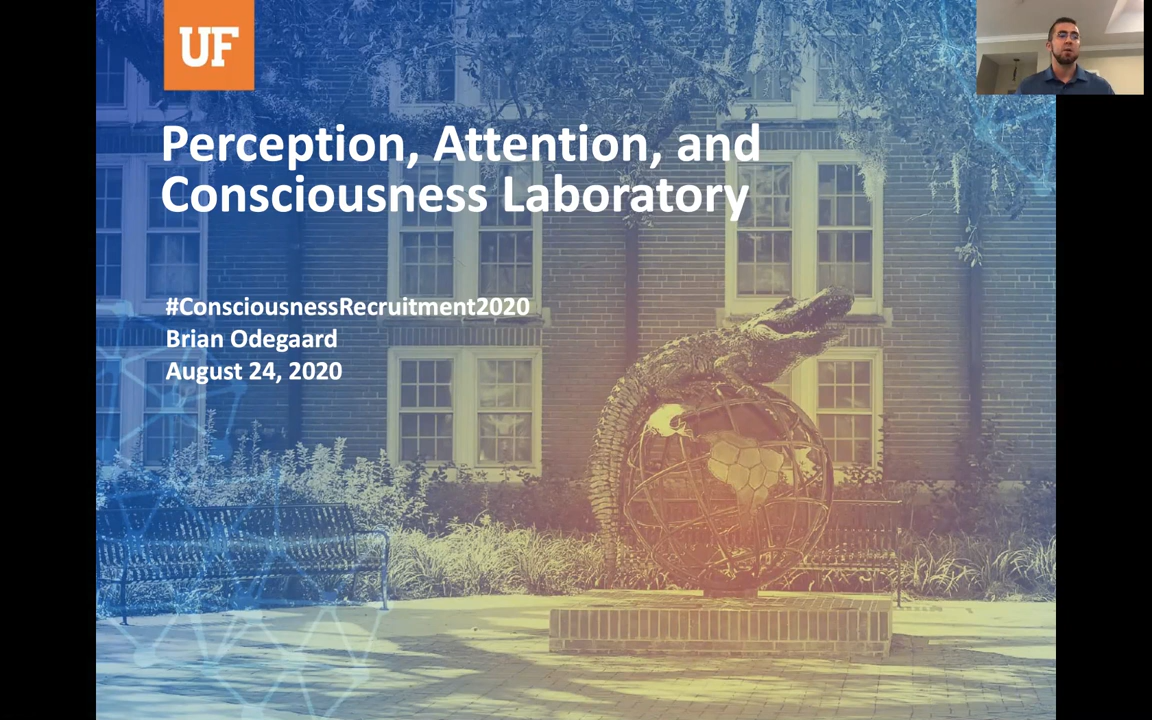 UF
Perception, Attention, and
Consciousness Laboratory
#ConsciousnessRecruitment2020
Brian Odegaard
August 24, 2020